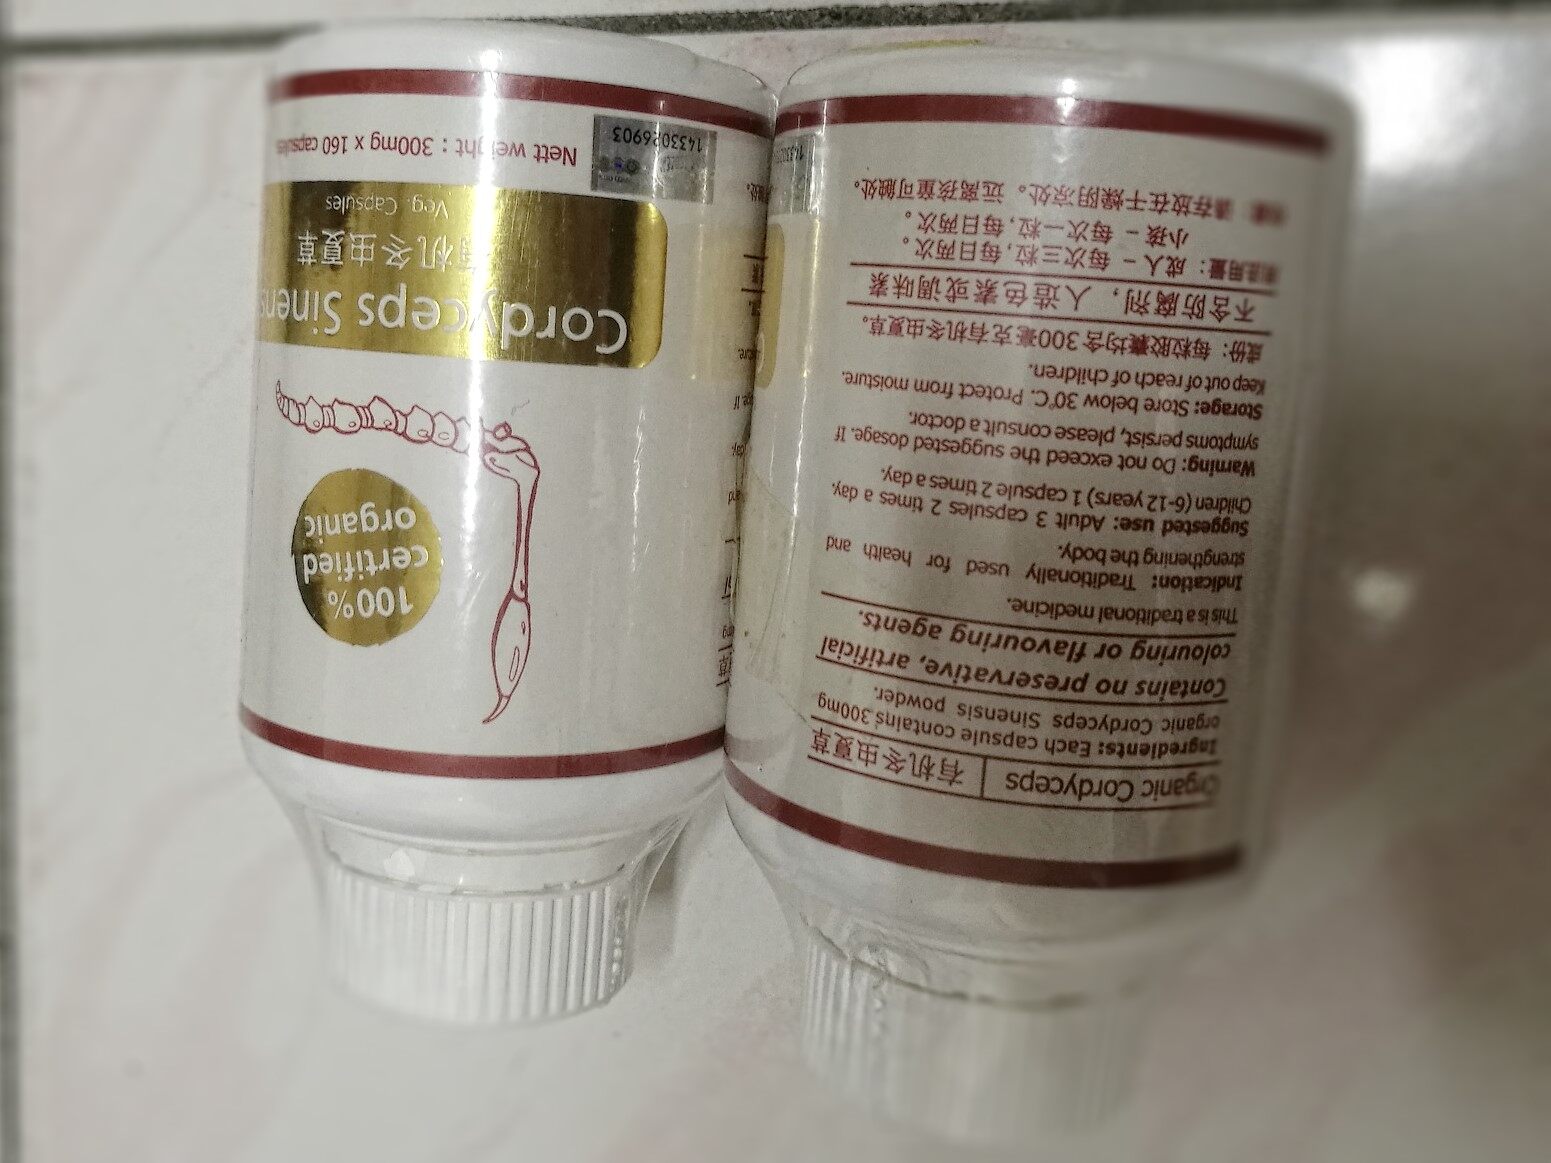 100%
certified
organic
Cordyceps Sinens
有机冬虫夏草
Veg. Capsules
Nett weight : 300mg x 160 capsules
1433026903
Organic Cordyceps 有机冬虫夏草
Ingredients: Each capsule contains 300mg
organic Cordyceps Sinensis powder.
Contains no preservative, artificial
colouring or flavouring agents.
This is a traditional medicine.
Indication: Traditionally used for health and
strengthening the body.
Suggested use: Adult 3 capsules 2 times a day.
Children (6-12 years) 1 capsule 2 times a day.
Warning: Do not exceed the suggested dosage. If
symptoms persist, please consult a doctor.
Storage: Store below 30°C. Protect from moisture.
Keep out of reach of children.
成份: 每粒胶囊均含300毫克有机冬虫夏草。
不含防腐剂, 人造色素或调味素
用量: 成人 - 每次三粒, 每日两次。
小孩 - 每次一粒, 每日两次。
請存放在干燥阴凉处。远离孩童可触处。